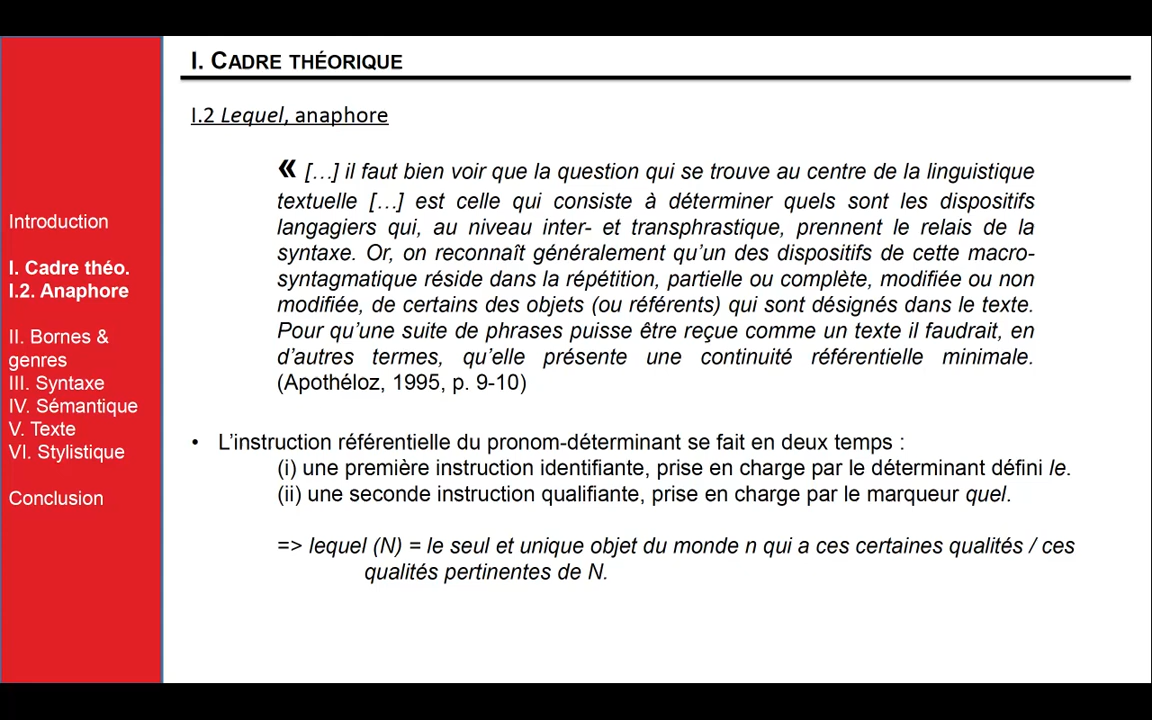 I. CADRE THÉORIQUE
I.2 Lequel, anaphore
« […] il faut bien voir que la question qui se trouve au centre de la linguistique
textuelle […] est celle qui consiste à déterminer quels sont les dispositifs
langagiers qui, au niveau inter- et transphrastique, prennent le relais de la
syntaxe. Or, on reconnaît généralement qu’un des dispositifs de cette macro-
syntagmatique réside dans la répétition, partielle ou complète, modifiée ou non
modifiée, de certains des objets (ou référents) qui sont désignés dans le texte.
Pour qu’une suite de phrases puisse être reçue comme un texte il faudrait, en
d’autres termes, qu’elle présente une continuité référentielle minimale.
(Apothéloz, 1995, p. 9-10)
• L’instruction référentielle du pronom-déterminant se fait en deux temps :
(i) une première instruction identifiante, prise en charge par le déterminant défini le.
(ii) une seconde instruction qualifiante, prise en charge par le marqueur quel.
=> lequel (N) = le seul et unique objet du monde n qui a ces certaines qualités / ces
qualités pertinentes de N.
Introduction
I. Cadre théo.
I.2. Anaphore
II. Bornes &
genres
III. Syntaxe
IV. Sémantique
V. Texte
VI. Stylistique
Conclusion